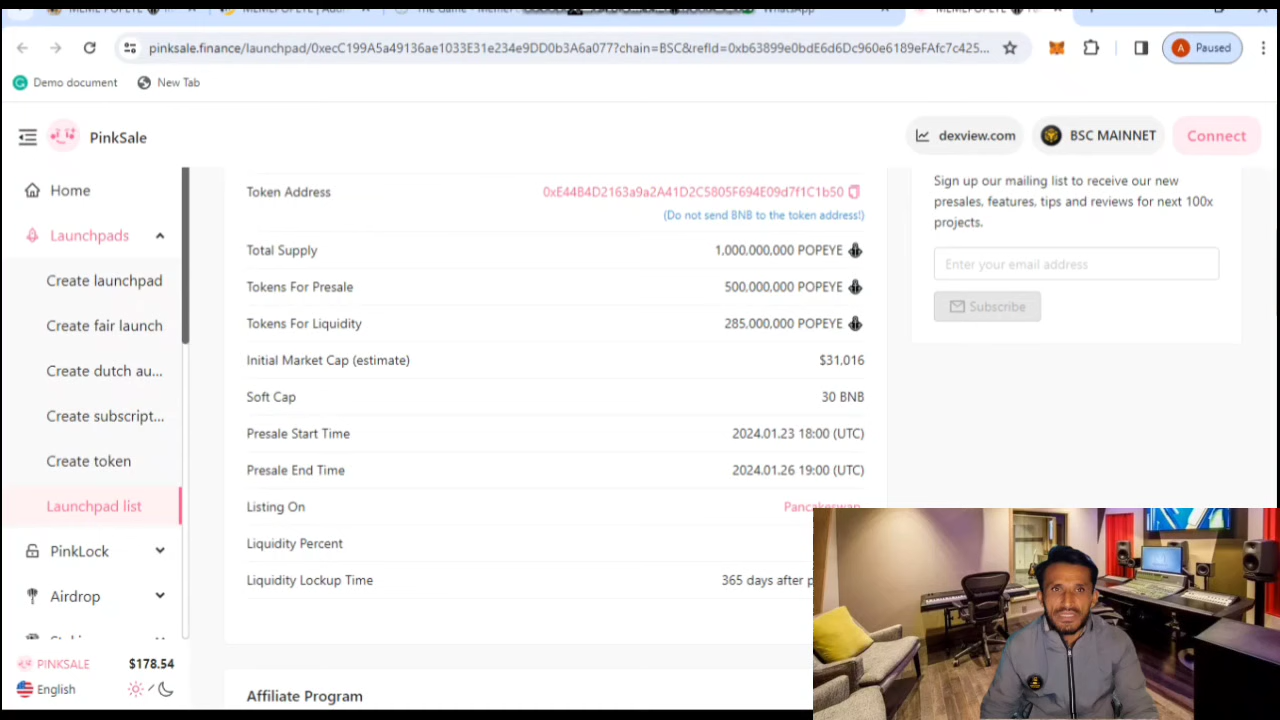 pinksale.finance/launchpad/0xecC199A5a49136ae1033E31e234e9DD0b3A6a077?chain=BSC&refId=0xb63899e0bdE6d6Dc960e6189eFAfc7c425...
A Paused
Demo document New Tab
PinkSale
dexview.com BSC MAINNET Connect
Home
Launchpads
Create launchpad
Create fair launch
Create dutch au...
Create subscript...
Create token
Launchpad list
PinkLock
Airdrop
PINKSALE $178.54
English
Token Address 0xE44B4D2163a9a2A41D2C5805F694E09d7f1C1b50
(Do not send BNB to the token address!)
Total Supply 1,000,000,000 POPEYE
Tokens For Presale 500,000,000 POPEYE
Tokens For Liquidity 285,000,000 POPEYE
Initial Market Cap (estimate) $31,016
Soft Cap 30 BNB
Presale Start Time 2024.01.23 18:00 (UTC)
Presale End Time 2024.01.26 19:00 (UTC)
Listing On Pancakeswap
Liquidity Percent
Liquidity Lockup Time 365 days after
Affiliate Program
Sign up our mailing list to receive our new
presales, features, tips and reviews for next 100x
projects.
Enter your email address
Subscribe